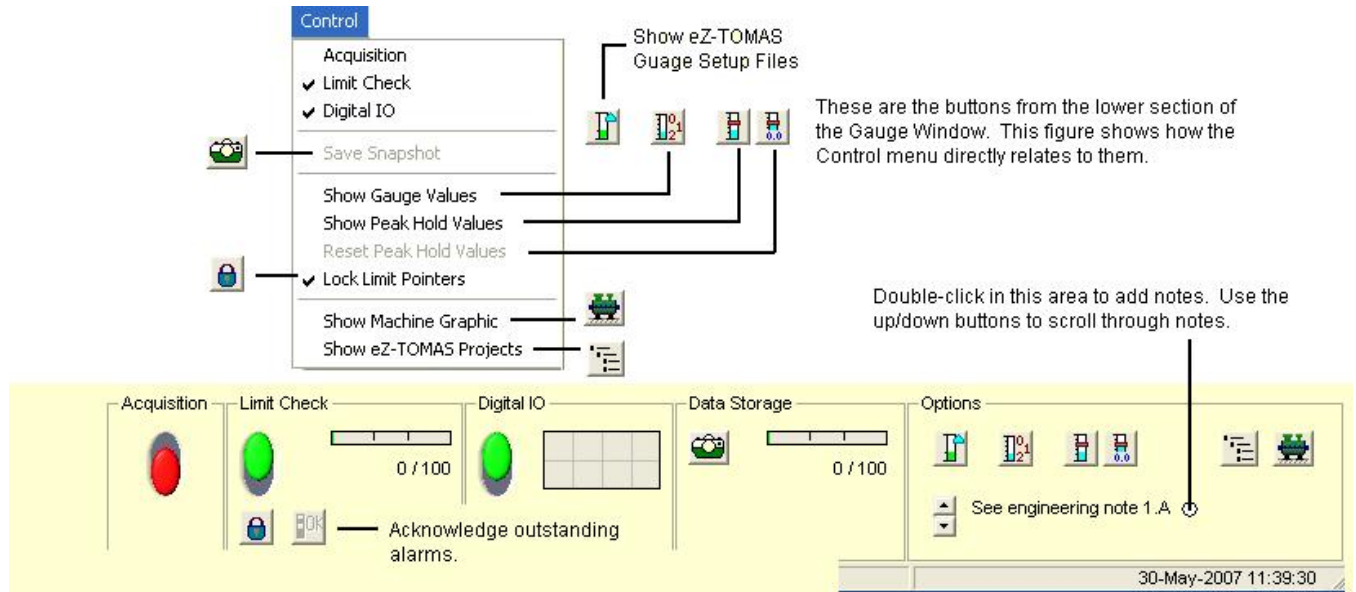 Control
Acquisition
Limit Check
Digital IO
Save Snapshot
Show Gauge Values
Show Peak Hold Values
Reset Peak Hold Values
Lock Limit Pointers
Show Machine Graphic
Show eZ-TOMAS Projects
Show eZ-TOMAS
Guage Setup Files
These are the buttons from the lower section of
the Gauge Window. This figure shows how the
Control menu directly relates to them.
Double-click in this area to add notes. Use the
up/down buttons to scroll through notes.
Acquisition
Limit Check
0 / 100
OK
Acknowledge outstanding
alarms.
Digital IO
Data Storage
0 / 100
Options
See engineering note 1.A
30-May-2007 11:39:30